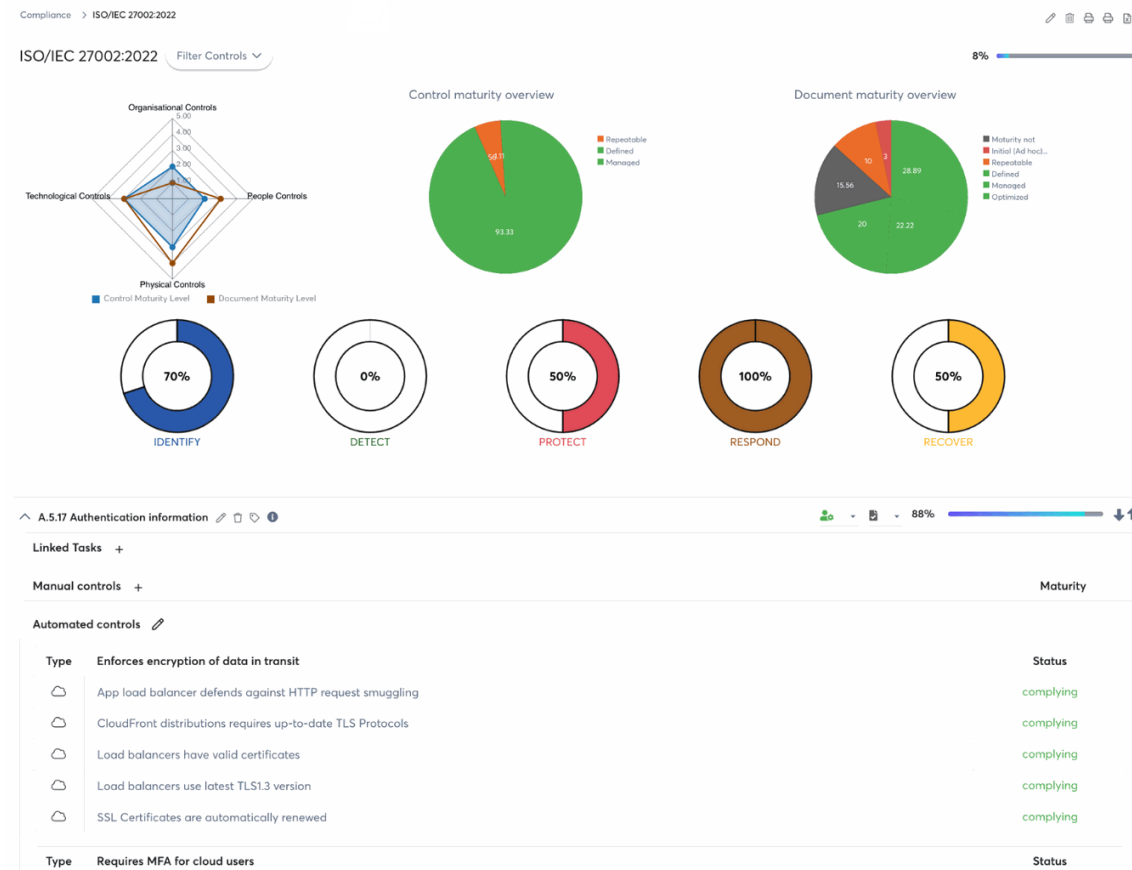 Compliance > ISO/IEC 27002:2022
ISO/IEC 27002:2022 Filter Controls
8%
Organisational Controls
5.00
4.00
3.00
2.00
1.00
Technological Controls
People Controls
Physical Controls
Control Maturity Level Document Maturity Level
Control maturity overview
93.33
Repeatable
Defined
Managed
Document maturity overview
15.56
10
3
28.89
20
22.22
Maturity not
Initial (Ad hoc)...
Repeatable
Defined
Managed
Optimized
70%
0%
50%
100%
50%
IDENTIFY
DETECT
PROTECT
RESPOND
RECOVER
A.5.17 Authentication information
88%
Linked Tasks +
Manual controls + Maturity
Automated controls
Type Enforces encryption of data in transit Status
App load balancer defends against HTTP request smuggling complying
CloudFront distributions requires up-to-date TLS Protocols complying
Load balancers have valid certificates complying
Load balancers use latest TLS1.3 version complying
SSL Certificates are automatically renewed complying
Type Requires MFA for cloud users Status